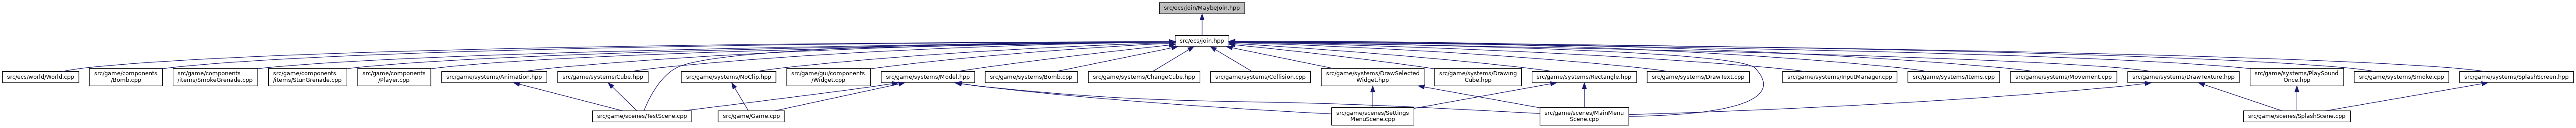 src/ecs/join/MaybeJoin.hpp
src/ecs/join.hpp
src/ecs/world/World.cpp
src/game/components
/Bomb.cpp
src/game/components
/items/SmokeGrenade.cpp
src/game/components
/items/StunGrenade.cpp
src/game/components
/Player.cpp
src/game/systems/Animation.hpp
src/game/systems/Cube.hpp
src/game/systems/NoClip.hpp
src/game/gui/components
/Widget.cpp
src/game/systems/Model.hpp
src/game/systems/Bomb.cpp
src/game/systems/ChangeCube.hpp
src/game/systems/Collision.cpp
src/game/systems/DrawSelected
Widget.hpp
src/game/systems/Drawing
Cube.hpp
src/game/systems/Rectangle.hpp
src/game/systems/DrawText.cpp
src/game/systems/InputManager.cpp
src/game/systems/Items.cpp
src/game/systems/Movement.cpp
src/game/systems/DrawTexture.hpp
src/game/systems/PlaySound
Once.hpp
src/game/systems/Smoke.cpp
src/game/systems/SplashScreen.hpp
src/game/scenes/TestScene.cpp
src/game/Game.cpp
src/game/scenes/Settings
MenuScene.cpp
src/game/scenes/MainMenu
Scene.cpp
src/game/scenes/SplashScene.cpp